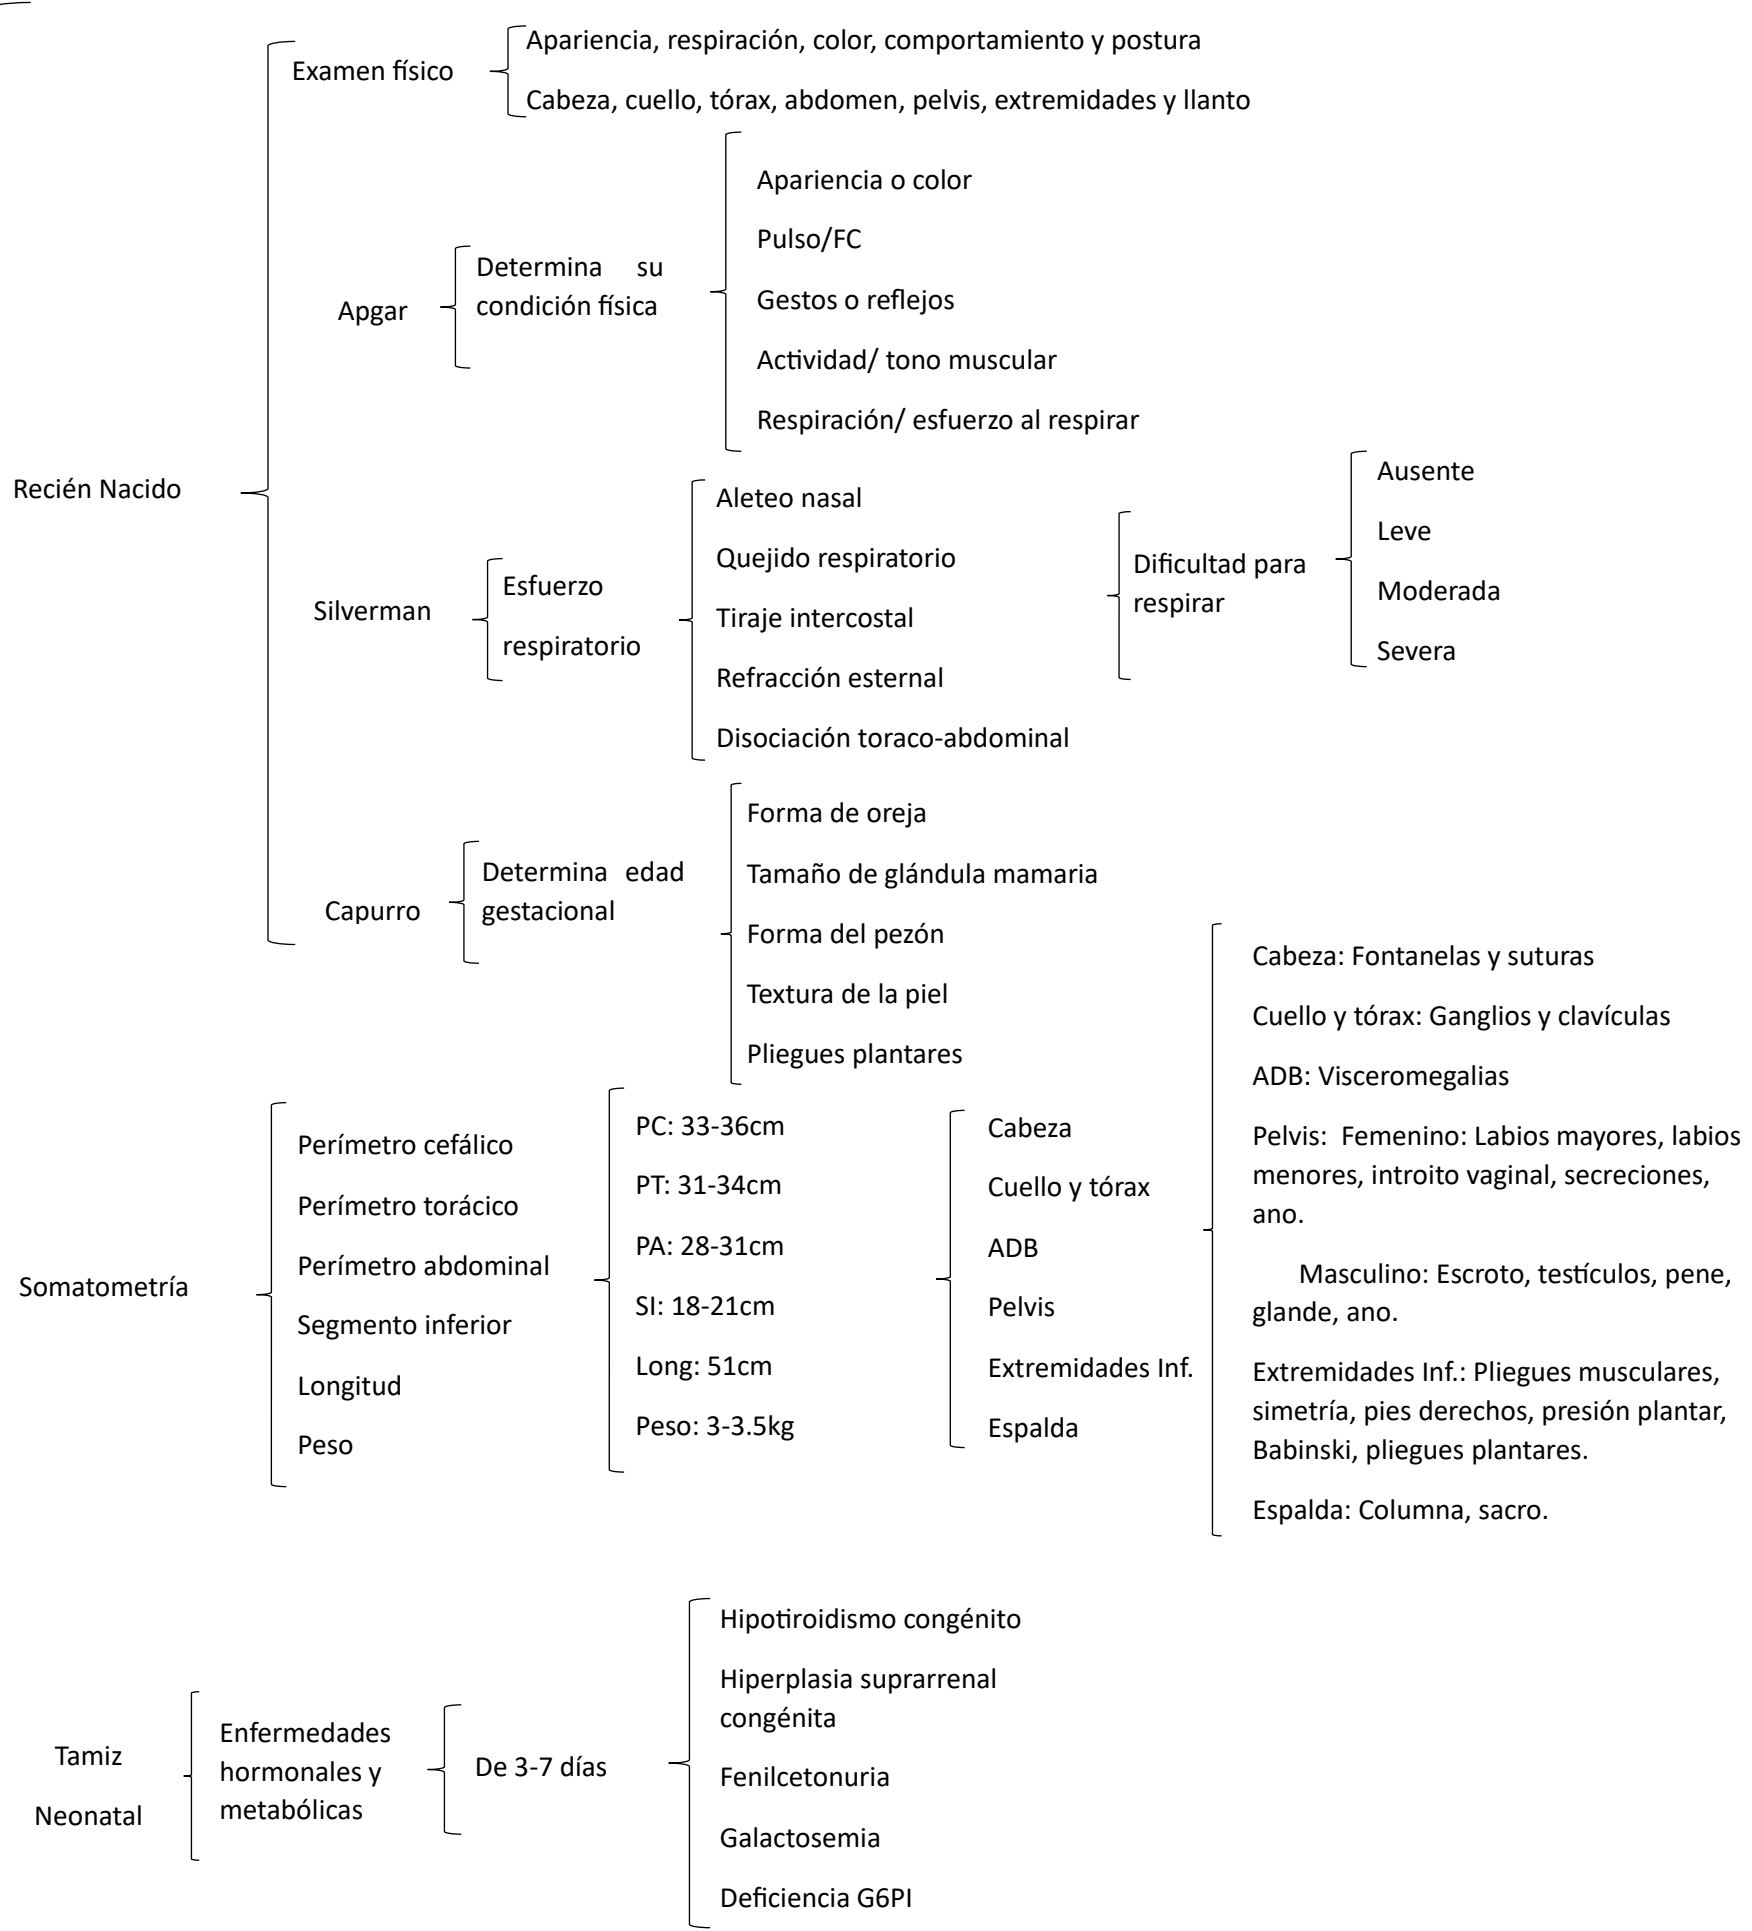 Recién Nacido
Examen físico
Apariencia, respiración, color, comportamiento y postura
Cabeza, cuello, tórax, abdomen, pelvis, extremidades y llanto
Apgar
Determina su
condición física
Apariencia o color
Pulso/FC
Gestos o reflejos
Actividad/ tono muscular
Respiración/ esfuerzo al respirar
Silverman
Esfuerzo
respiratorio
Aleteo nasal
Quejido respiratorio
Tiraje intercostal
Refracción esternal
Disociación toraco-abdominal
Dificultad para
respirar
Ausente
Leve
Moderada
Severa
Capurro
Determina edad
gestacional
Forma de oreja
Tamaño de glándula mamaria
Forma del pezón
Textura de la piel
Pliegues plantares
Somatometría
Perímetro cefálico
Perímetro torácico
Perímetro abdominal
Segmento inferior
Longitud
Peso
PC: 33-36cm
PT: 31-34cm
PA: 28-31cm
SI: 18-21cm
Long: 51cm
Peso: 3-3.5kg
Cabeza
Cuello y tórax
ADB
Pelvis
Extremidades Inf.
Espalda
Cabeza: Fontanelas y suturas
Cuello y tórax: Ganglios y clavículas
ADB: Visceromegalias
Pelvis: Femenino: Labios mayores, labios
menores, introito vaginal, secreciones,
ano.
Masculino: Escroto, testículos, pene,
glande, ano.
Extremidades Inf.: Pliegues musculares,
simetría, pies derechos, presión plantar,
Babinski, pliegues plantares.
Espalda: Columna, sacro.
Tamiz
Neonatal
Enfermedades
hormonales y
metabólicas
De 3-7 días
Hipotiroidismo congénito
Hiperplasia suprarrenal
congénita
Fenilcetonuria
Galactosemia
Deficiencia G6PI